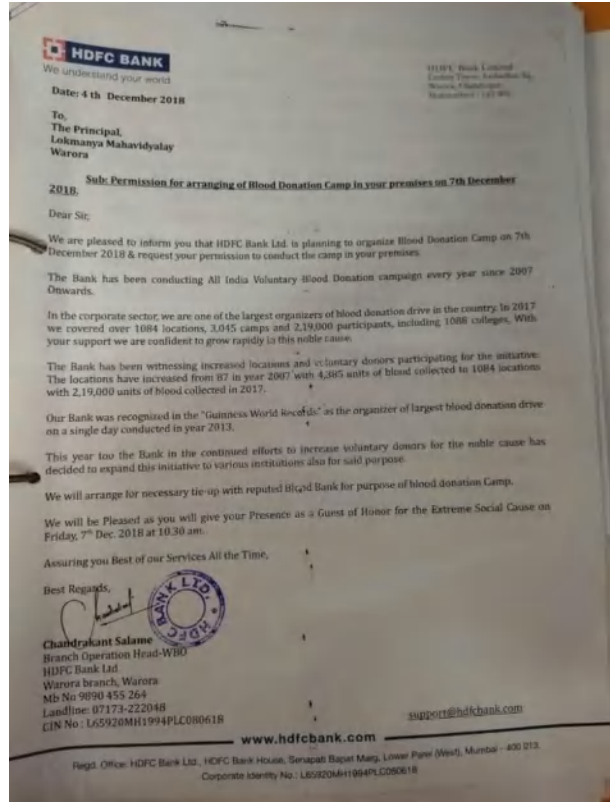 HDFC BANK
We understand your world
HDFC Bank Limited
Date: 4 th December 2018
To,
The Principal,
Lokmanya Mahavidyalay
Warora
Sub: Permission for arranging of Blood Donation Camp in your premises on 7th December
2018.
Dear Sir,
We are pleased to inform you that HDFC Bank Ltd. is planning to organize Blood Donation Camp on 7th
December 2018 & request your permission to conduct the camp in your premises.
The Bank has been conducting All India Voluntary Blood Donation campaign every year since 2007
Onwards.
In the corporate sector, we are one of the largest organizers of blood donation drive in the country. In 2017
we covered over 1084 locations, 3,045 camps and 2,19,000 participants, including 1088 colleges, With
your support we are confident to grow rapidly in this noble cause.
The Bank has been witnessing increased locations and voluntary donors participating for the initiative.
The locations have increased from 87 in year 2007 with 4,385 units of blood collected to 1084 locations
with 2,19,000 units of blood collected in 2017.
Our Bank was recognized in the "Guinness World Records" as the organizer of largest blood donation drive
on a single day conducted in year 2013.
This year too the Bank in the continued efforts to increase voluntary donors for the noble cause has
decided to expand this initiative to various institutions also for said purpose.
We will arrange for necessary tie-up with reputed Blood Bank for purpose of blood donation Camp.
We will be Pleased as you will give your Presence as a Guest of Honor for the Extreme Social Cause on
Friday, 7th Dec. 2018 at 10.30 am.
Assuring you Best of our Services All the Time,
Best Regards,
HDFC BANK LTD.
Chandrakant Salame
Branch Operation Head-WBO
HDFC Bank Ltd.
Warora branch, Warora
Mb No 9890 455 264
Landline: 07173-222048
CIN No : L65920MH1994PLC080618
support@hdfcbank.com
www.hdfcbank.com
Regd. Office: HDFC Bank Ltd., HDFC Bank House, Senapati Bapat Marg, Lower Parel (West), Mumbai - 400 013.
Corporate Identity No.: L65920MH1994PLC080618